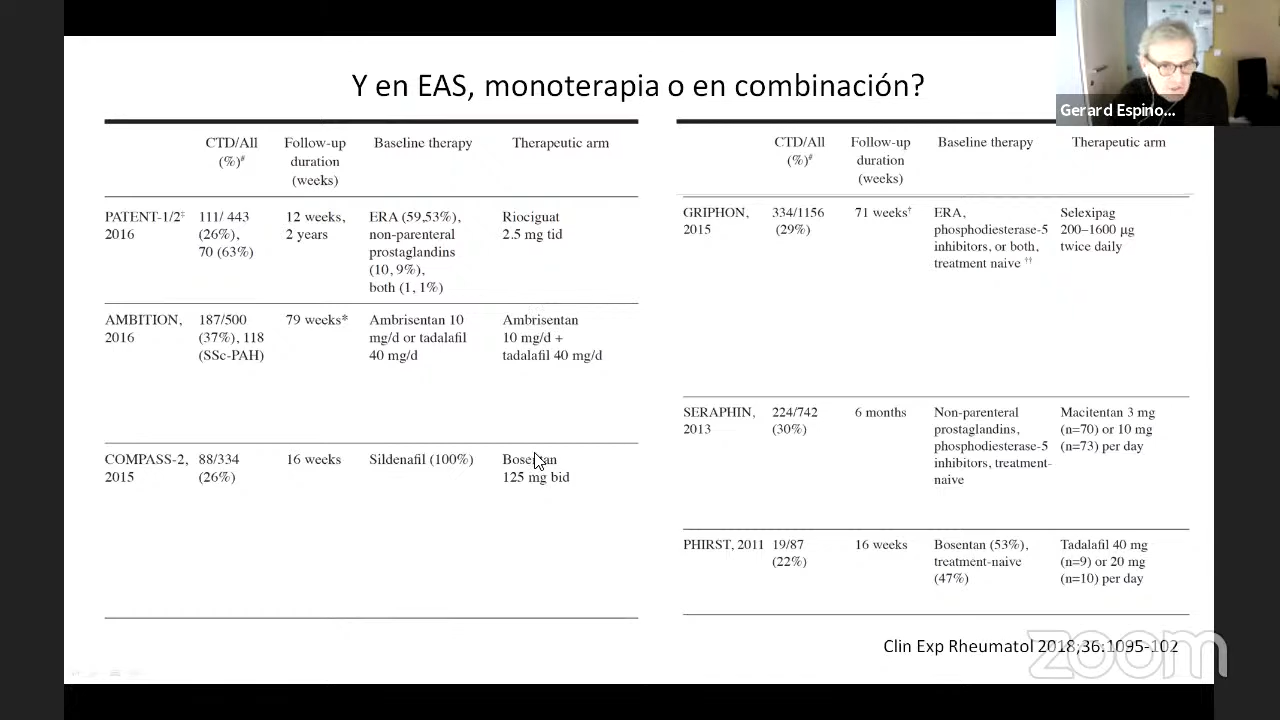 Y en EAS, monoterapia o en combinación?
Gerard Espino...
CTD/All Follow-up Baseline therapy Therapeutic arm
(%)# duration
(weeks)
PATENT-1/2‡ 111/ 443 12 weeks, ERA (59,53%), Riociguat
2016 (26%), 2 years non-parenteral 2.5 mg tid
70 (63%) prostaglandins
(10, 9%),
both (1, 1%)
AMBITION, 187/500 79 weeks* Ambrisentan 10 Ambrisentan
2016 (37%), 118 mg/d or tadalafil 10 mg/d +
(SSc-PAH) 40 mg/d tadalafil 40 mg/d
COMPASS-2, 88/334 16 weeks Sildenafil (100%) Bosentan
2015 (26%) 125 mg bid
CTD/All Follow-up Baseline therapy Therapeutic arm
(%)# duration
(weeks)
GRIPHON, 334/1156 71 weeks† ERA, Selexipag
2015 (29%) phosphodiesterase-5 200–1600 µg
inhibitors, or both, twice daily
treatment naive ††
SERAPHIN, 224/742 6 months Non-parenteral Macitentan 3 mg
2013 (30%) prostaglandins, (n=70) or 10 mg
phosphodiesterase-5 (n=73) per day
inhibitors, treatment-
naive
PHIRST, 2011 19/87 16 weeks Bosentan (53%), Tadalafil 40 mg
(22%) treatment-naive (n=9) or 20 mg
(47%) (n=10) per day
Clin Exp Rheumatol 2018;36:1095-102
zoom